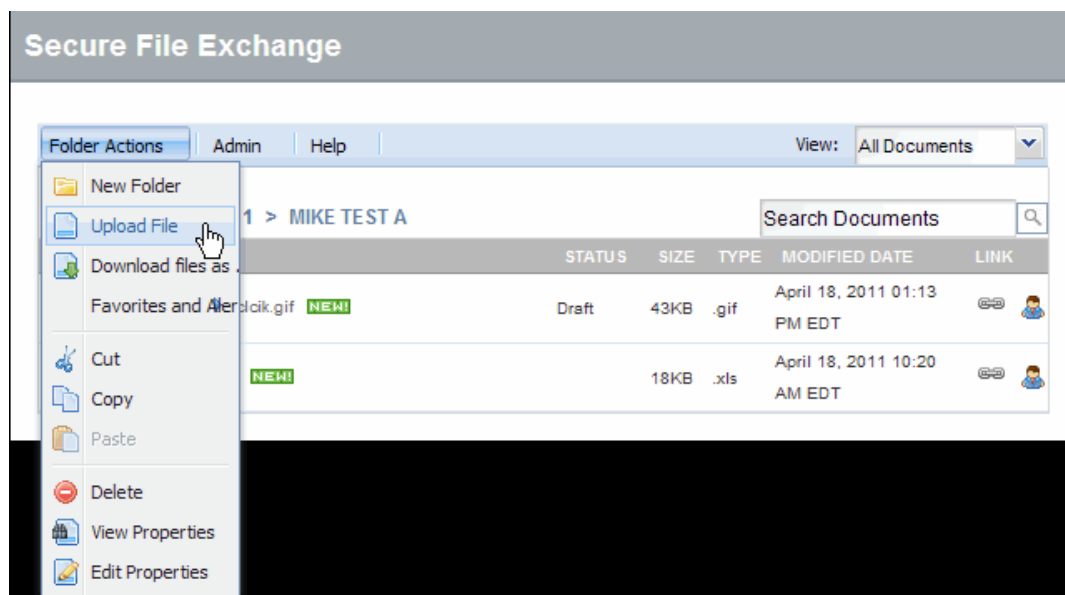 Secure File Exchange
Folder Actions Admin Help View: All Documents
New Folder
Upload File 1 > MIKE TEST A Search Documents
STATUS SIZE TYPE MODIFIED DATE LINK
Download files as .
Favorites and dcik.gif NEW! Draft 43KB .gif April 18, 2011 01:13
PM EDT
Cut
NEW! 18KB .xls April 18, 2011 10:20
AM EDT
Copy
Paste
Delete
View Properties
Edit Properties